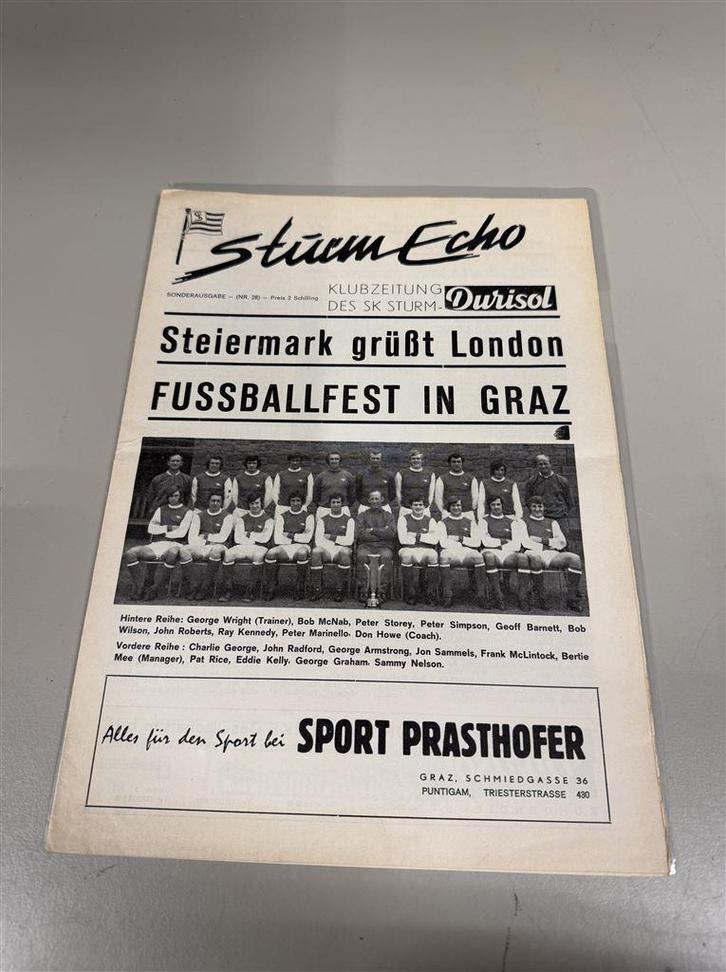 Sturm Echo
SONDERAUSGABE — (NR. 28) — Preis 2 Schilling
KLUBZEITUNG
DES SK STURM-Durisol
Steiermark grüßt London
FUSSBALLFEST IN GRAZ
Hintere Reihe: George Wright (Trainer), Bob McNab, Peter Storey, Peter Simpson, Geoff Barnett, Bob
Wilson, John Roberts, Ray Kennedy, Peter Marinello. Don Howe (Coach).
Vordere Reihe : Charlie George, John Radford, George Armstrong, Jon Sammels, Frank McLintock, Bertie
Mee (Manager), Pat Rice, Eddie Kelly. George Graham. Sammy Nelson.
Alles für den Sport bei SPORT PRASTHOFER
GRAZ, SCHMIEDGASSE 36
PUNTIGAM, TRIESTERSTRASSE 430